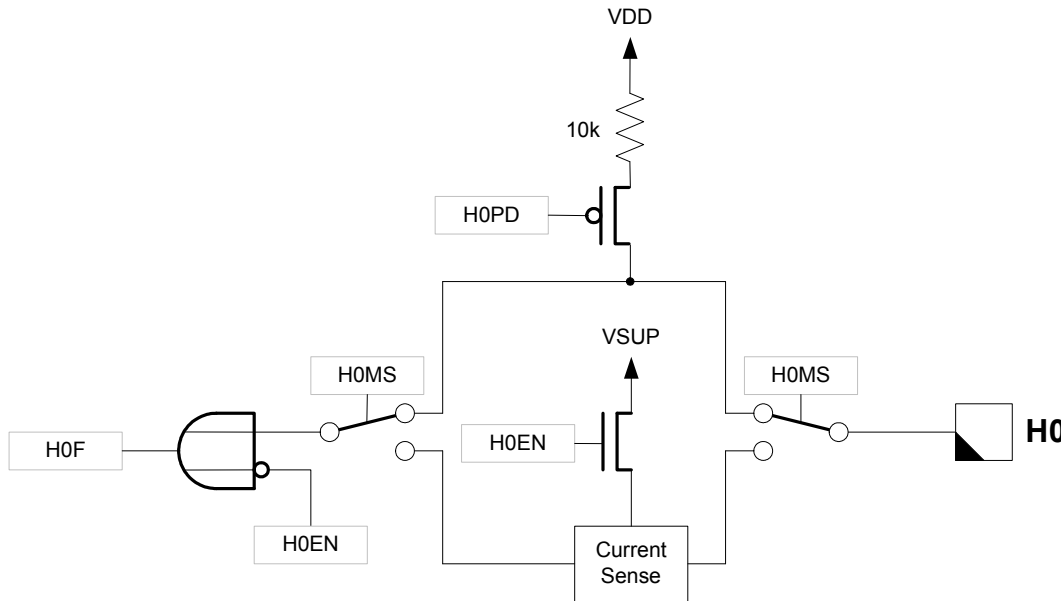 VDD
10k
H0PD
VSUP
H0MS
H0MS
H0EN
H0F
H0
H0EN
Current
Sense